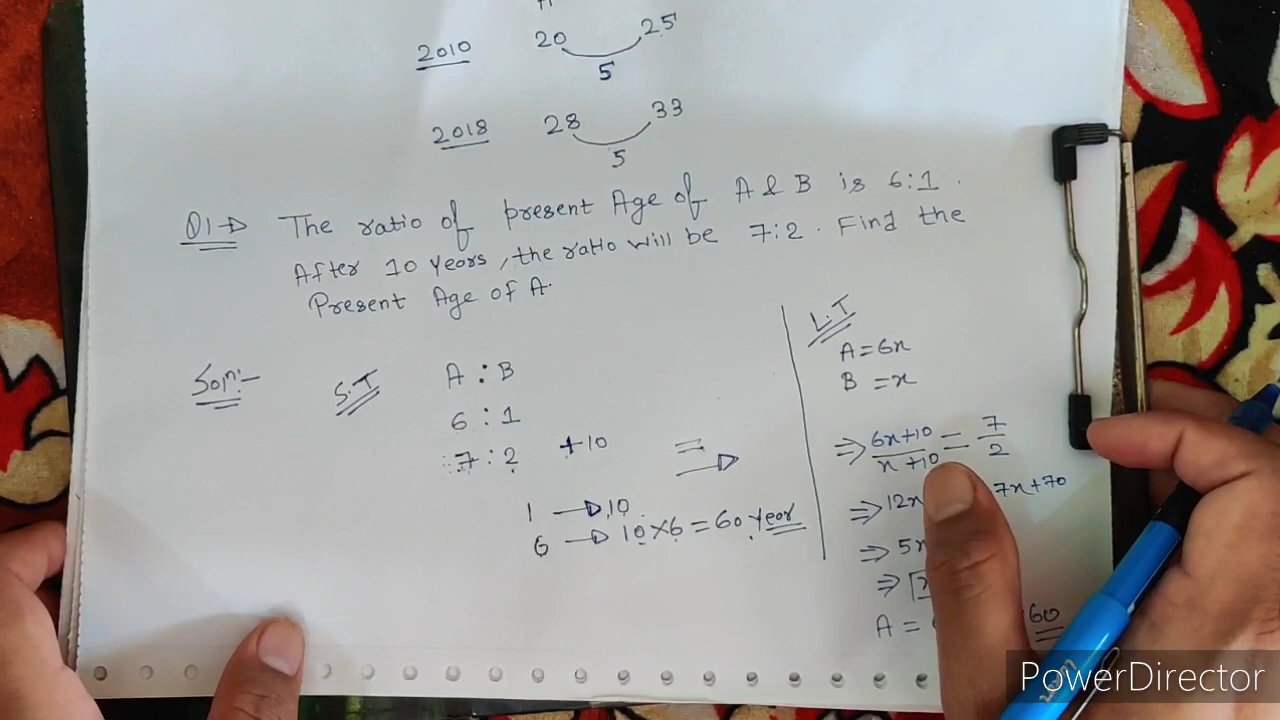 2010 20 25
5
2018 28 33
5
Q1→ The ratio of present Age of A & B is 6:1.
After 10 years, the ratio will be 7:2. Find the
Present Age of A.
Soln:-
S.T
A : B
6 : 1
7 : 2 +10 =
1 → 10
6 → 10×6 = 60 year
L.T
A = 6x
B = x
⇒ 6x+10/x+10 = 7/2
⇒ 12x 7x+70
⇒ 5x
⇒
A = 60
PowerDirector